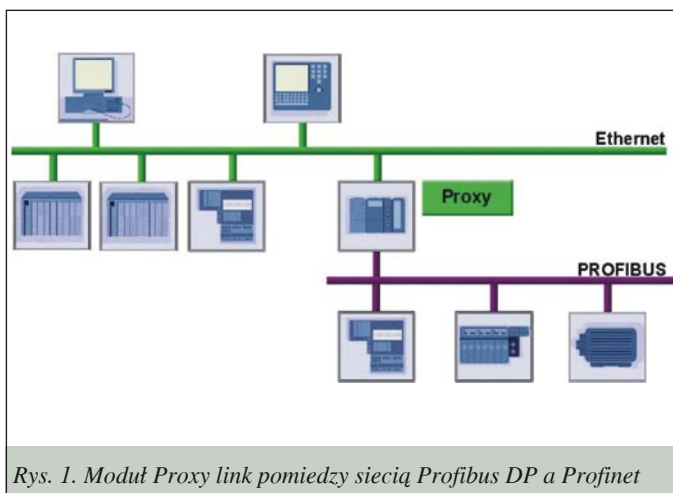 Ethernet
Proxy
PROFIBUS
Rys. 1. Moduł Proxy link pomiedzy siecią Profibus DP a Profinet